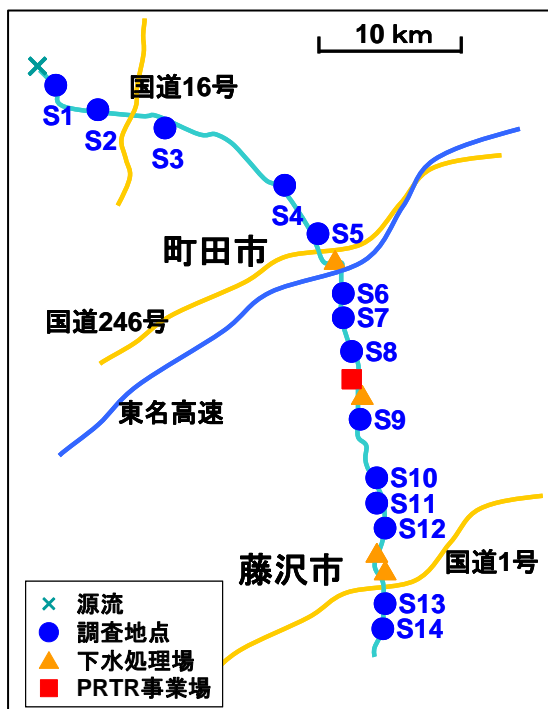 10 km
国道16号
S1
S2
S3
S4
S5
町田市
S6
国道246号
S7
S8
東名高速
S9
S10
S11
S12
藤沢市
国道1号
S13
S14
源流
調査地点
下水処理場
PRTR事業場